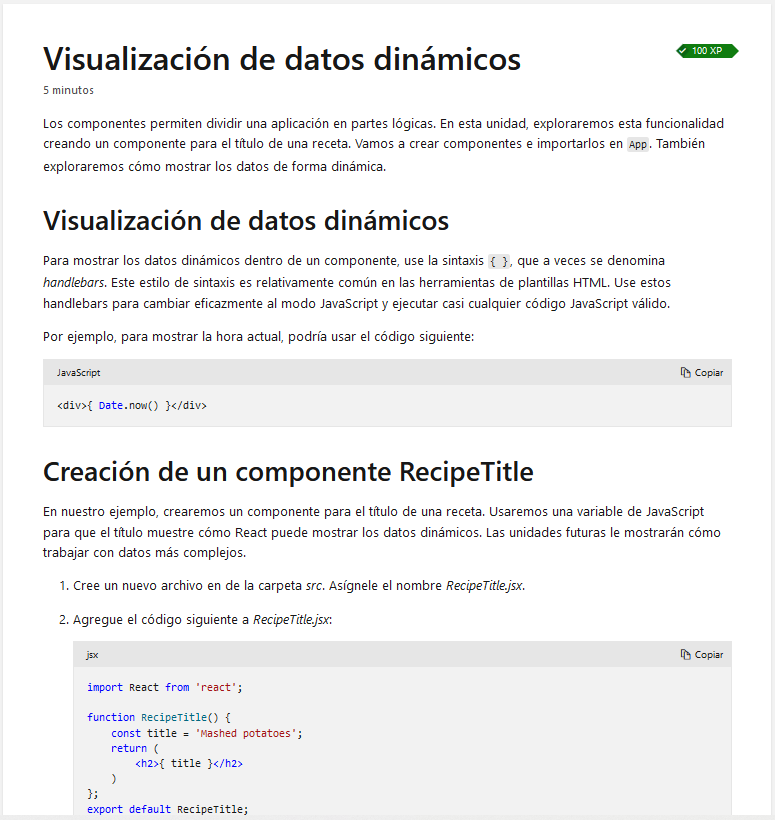 Visualización de datos dinámicos
100 XP
5 minutos
Los componentes permiten dividir una aplicación en partes lógicas. En esta unidad, exploraremos esta funcionalidad
creando un componente para el título de una receta. Vamos a crear componentes e importarlos en App. También
exploraremos cómo mostrar los datos de forma dinámica.
Visualización de datos dinámicos
Para mostrar los datos dinámicos dentro de un componente, use la sintaxis { }, que a veces se denomina
handlebars. Este estilo de sintaxis es relativamente común en las herramientas de plantillas HTML. Use estos
handlebars para cambiar eficazmente al modo JavaScript y ejecutar casi cualquier código JavaScript válido.
Por ejemplo, para mostrar la hora actual, podría usar el código siguiente:
JavaScript
Copiar
<div>{ Date.now() }</div>
Creación de un componente RecipeTitle
En nuestro ejemplo, crearemos un componente para el título de una receta. Usaremos una variable de JavaScript
para que el título muestre cómo React puede mostrar los datos dinámicos. Las unidades futuras le mostrarán cómo
trabajar con datos más complejos.
1. Cree un nuevo archivo en de la carpeta src. Asígnele el nombre RecipeTitle.jsx.
2. Agregue el código siguiente a RecipeTitle.jsx:
jsx
Copiar
import React from 'react';
function RecipeTitle() {
    const title = 'Mashed potatoes';
    return (
        <h2>{ title }</h2>
    )
};
export default RecipeTitle;